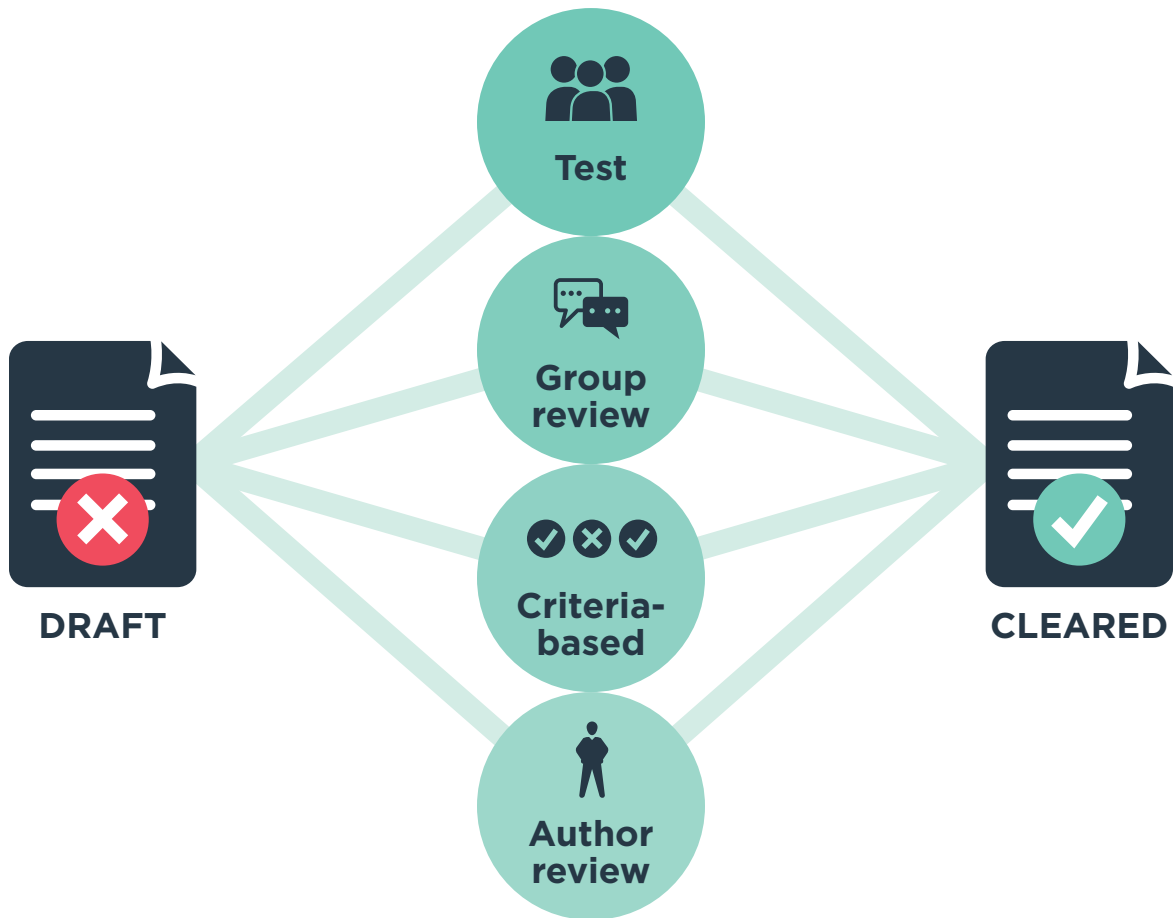 Test
Group
review
DRAFT
CLEARED
Criteria-
based
Author
review